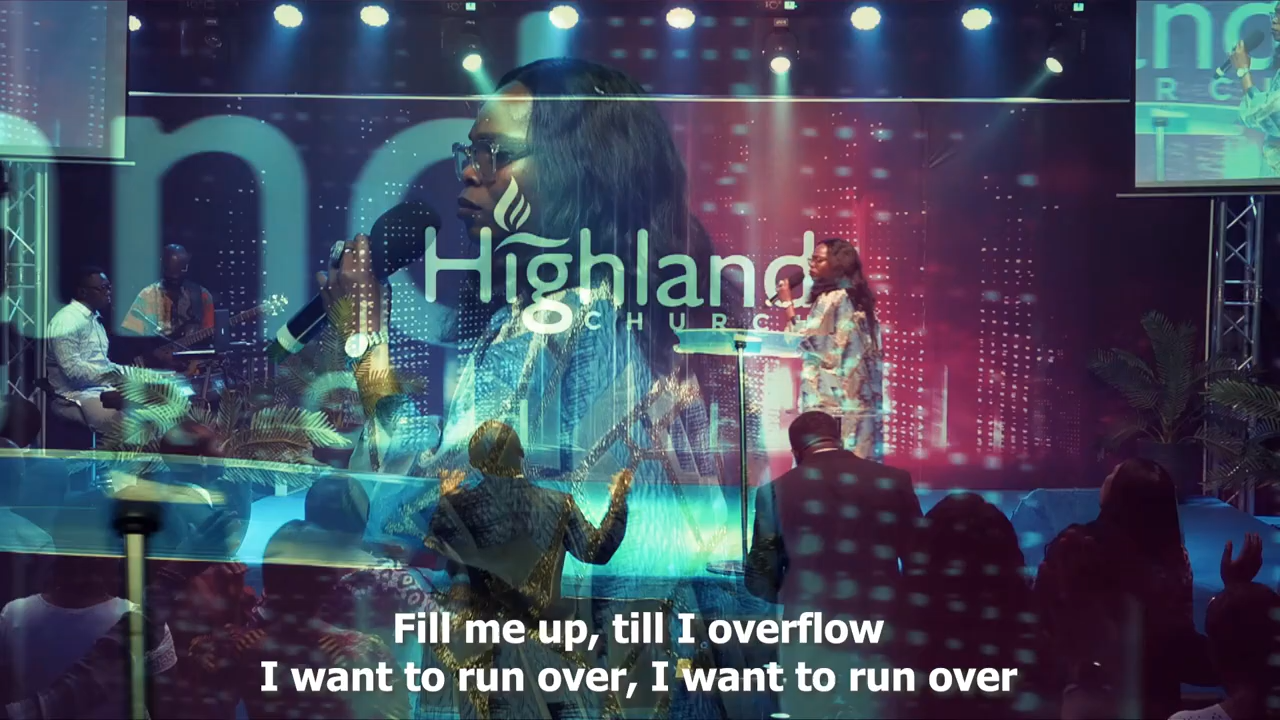 Highland
CHURCH
Fill me up, till I overflow
I want to run over, I want to run over